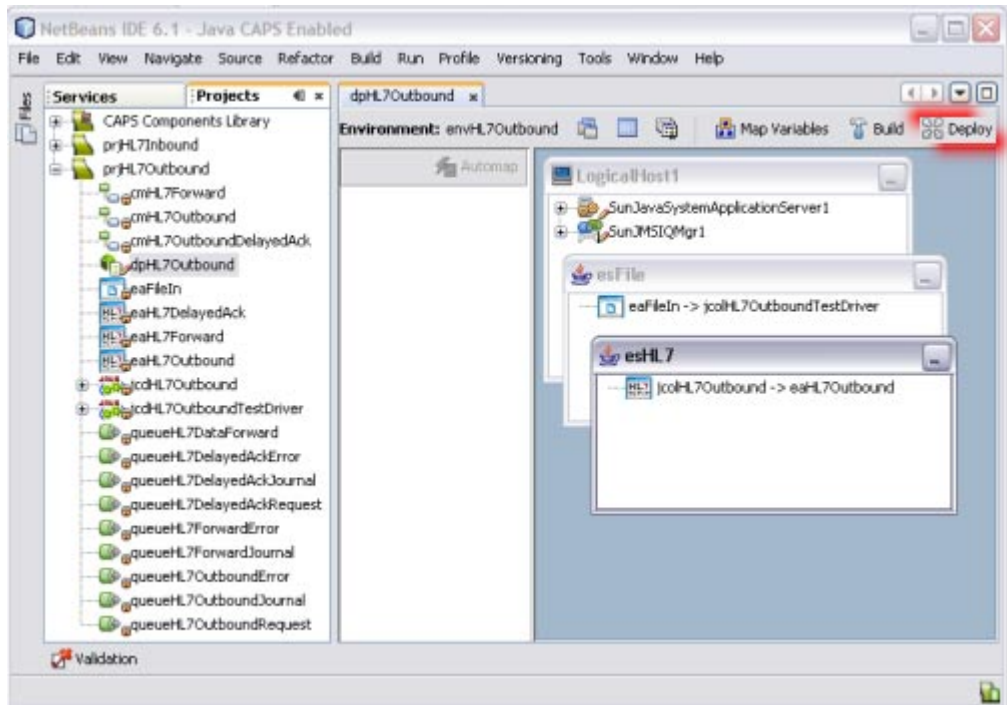 NetBeans IDE 6.1 - Java CAPS Enabled
File Edit View Navigate Source Refactor Build Run Profile Versioning Tools Window Help
Files
Services Projects
dpHL7Outbound
CAPS Components Library
prjHL7Inbound
prjHL7Outbound
cmHL7Forward
cmHL7Outbound
cmHL7OutboundDelayedAck
dpHL7Outbound
eaFileIn
eaHL7DelayedAck
eaHL7Forward
eaHL7Outbound
jcdHL7Outbound
jcdHL7OutboundTestDriver
queueHL7DataForward
queueHL7DelayedAckError
queueHL7DelayedAckJournal
queueHL7DelayedAckRequest
queueHL7ForwardError
queueHL7ForwardJournal
queueHL7OutboundError
queueHL7OutboundJournal
queueHL7OutboundRequest
Environment: envHL7Outbound Map Variables Build Deploy
Automap
LogicalHost1
SunJavaSystemApplicationServer1
SunJMSIQMgr1
esFile
eaFileIn -> jcolHL7OutboundTestDriver
esHL7
jcolHL7Outbound -> eaHL7Outbound
Validation